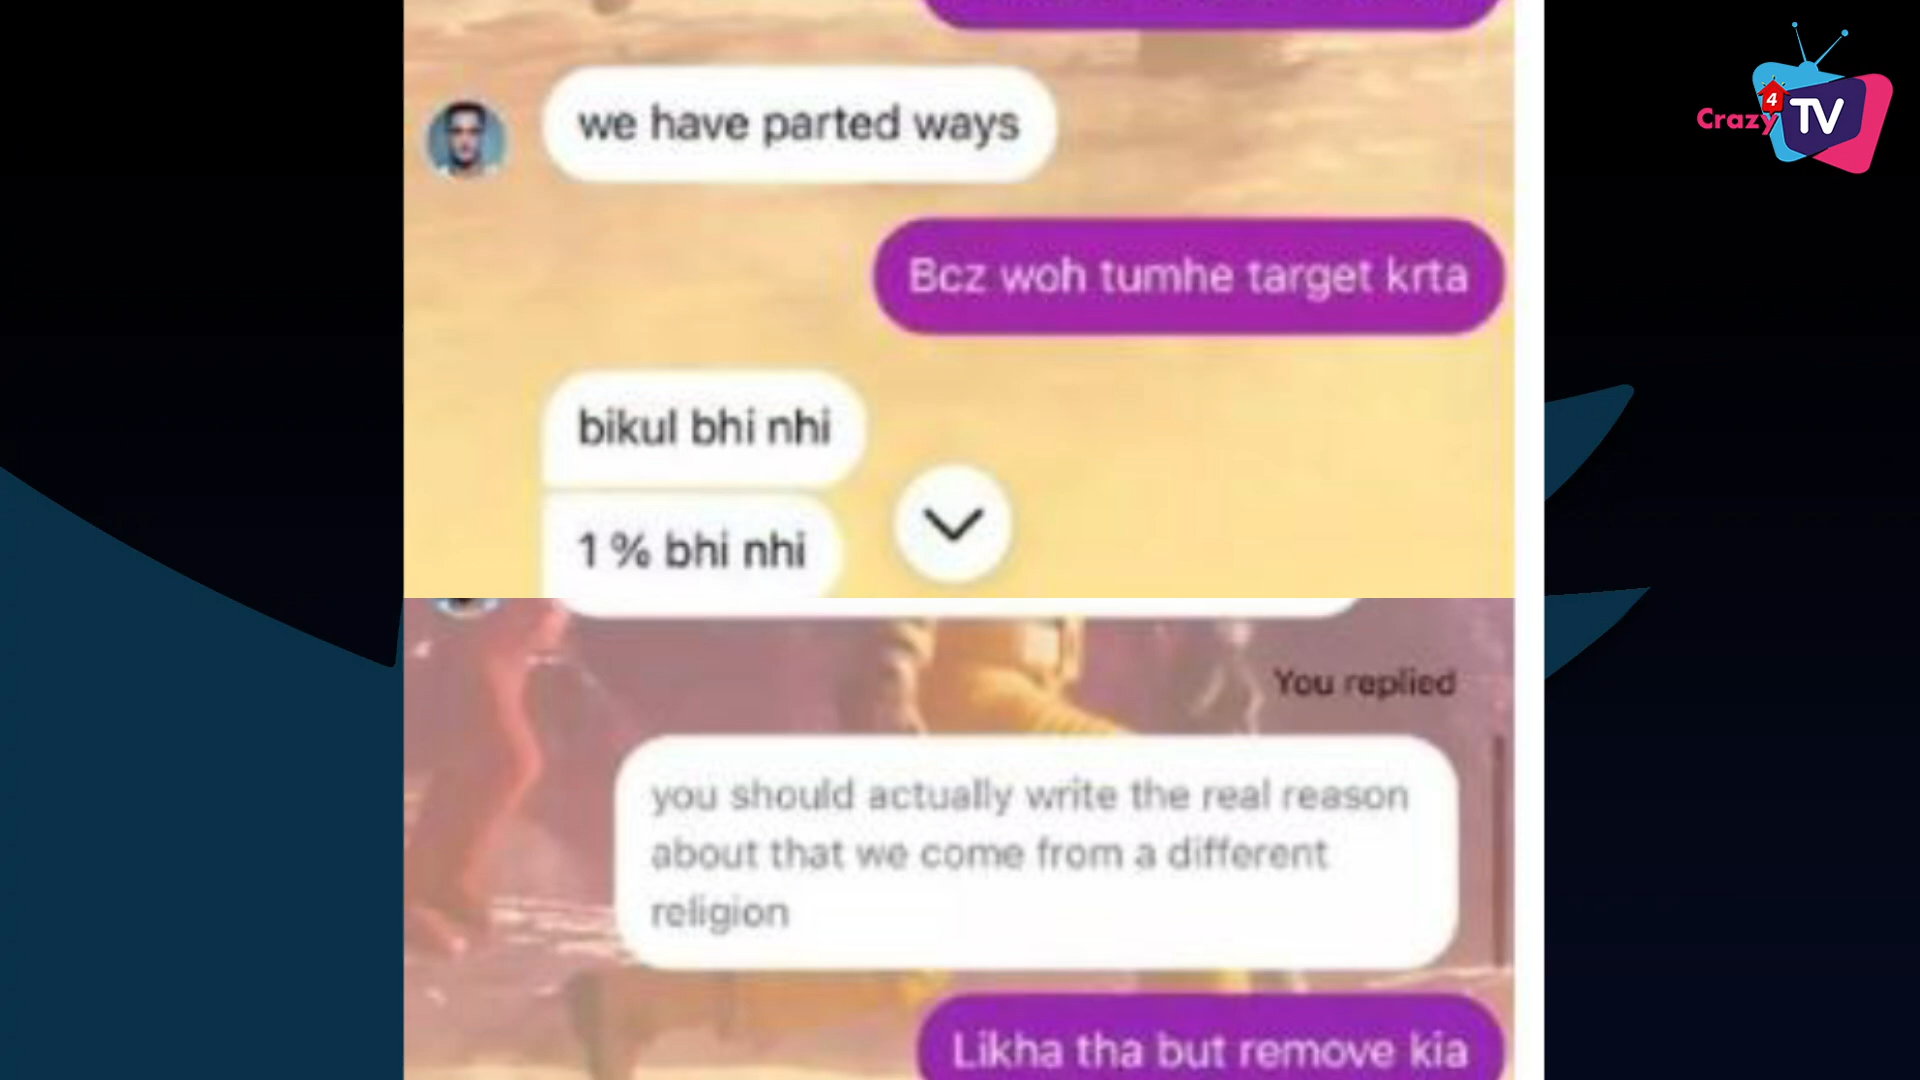 we have parted ways
Bcz woh tumhe target krta
bikul bhi nhi
1 % bhi nhi
You replied
you should actually write the real reason
about that we come from a different
religion
Likha tha but remove kia
Crazy 4 TV